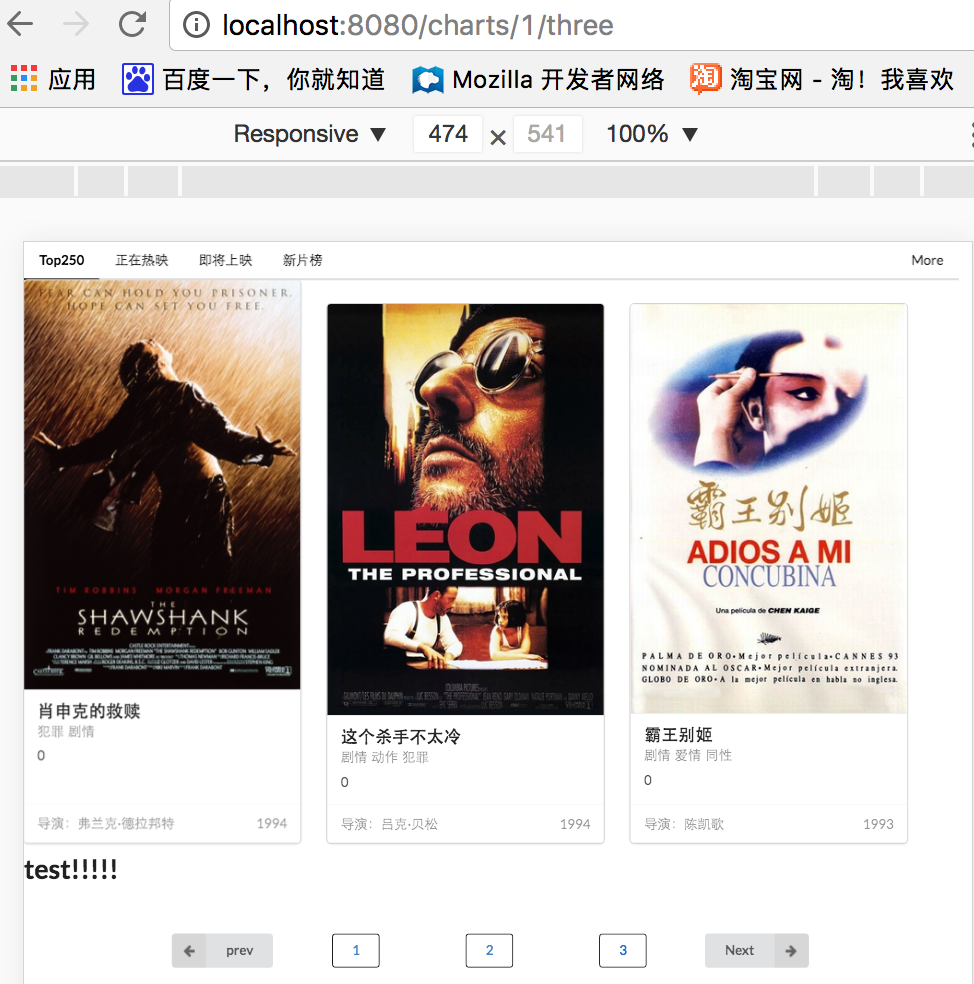 localhost:8080/charts/1/three
应用 百度一下，你就知道 Mozilla 开发者网络 淘宝网 - 淘！我喜欢
Responsive ▼ 474 × 541 100% ▼
Top250 正在热映 即将上映 新片榜 More
FEAR CAN HOLD YOU PRISONER.
HOPE CAN SET YOU FREE.
TIM ROBBINS MORGAN FREEMAN
THE
SHAWSHANK
REDEMPTION
肖申克的救赎
犯罪 剧情
0
导演：弗兰克·德拉邦特 1994
LEON
THE PROFESSIONAL
这个杀手不太冷
剧情 动作 犯罪
0
导演：吕克·贝松 1994
霸王别姬
ADIOS A MI
CONCUBINA
Una película de CHEN KAIGE
PALMA DE ORO•Mejor película•CANNES 93
NOMINADA AL OSCAR•Mejor película extranjera.
GLOBO DE ORO•A la mejor película en habla no inglesa.
霸王别姬
剧情 爱情 同性
0
导演：陈凯歌 1993
test!!!!!
prev 1 2 3 Next